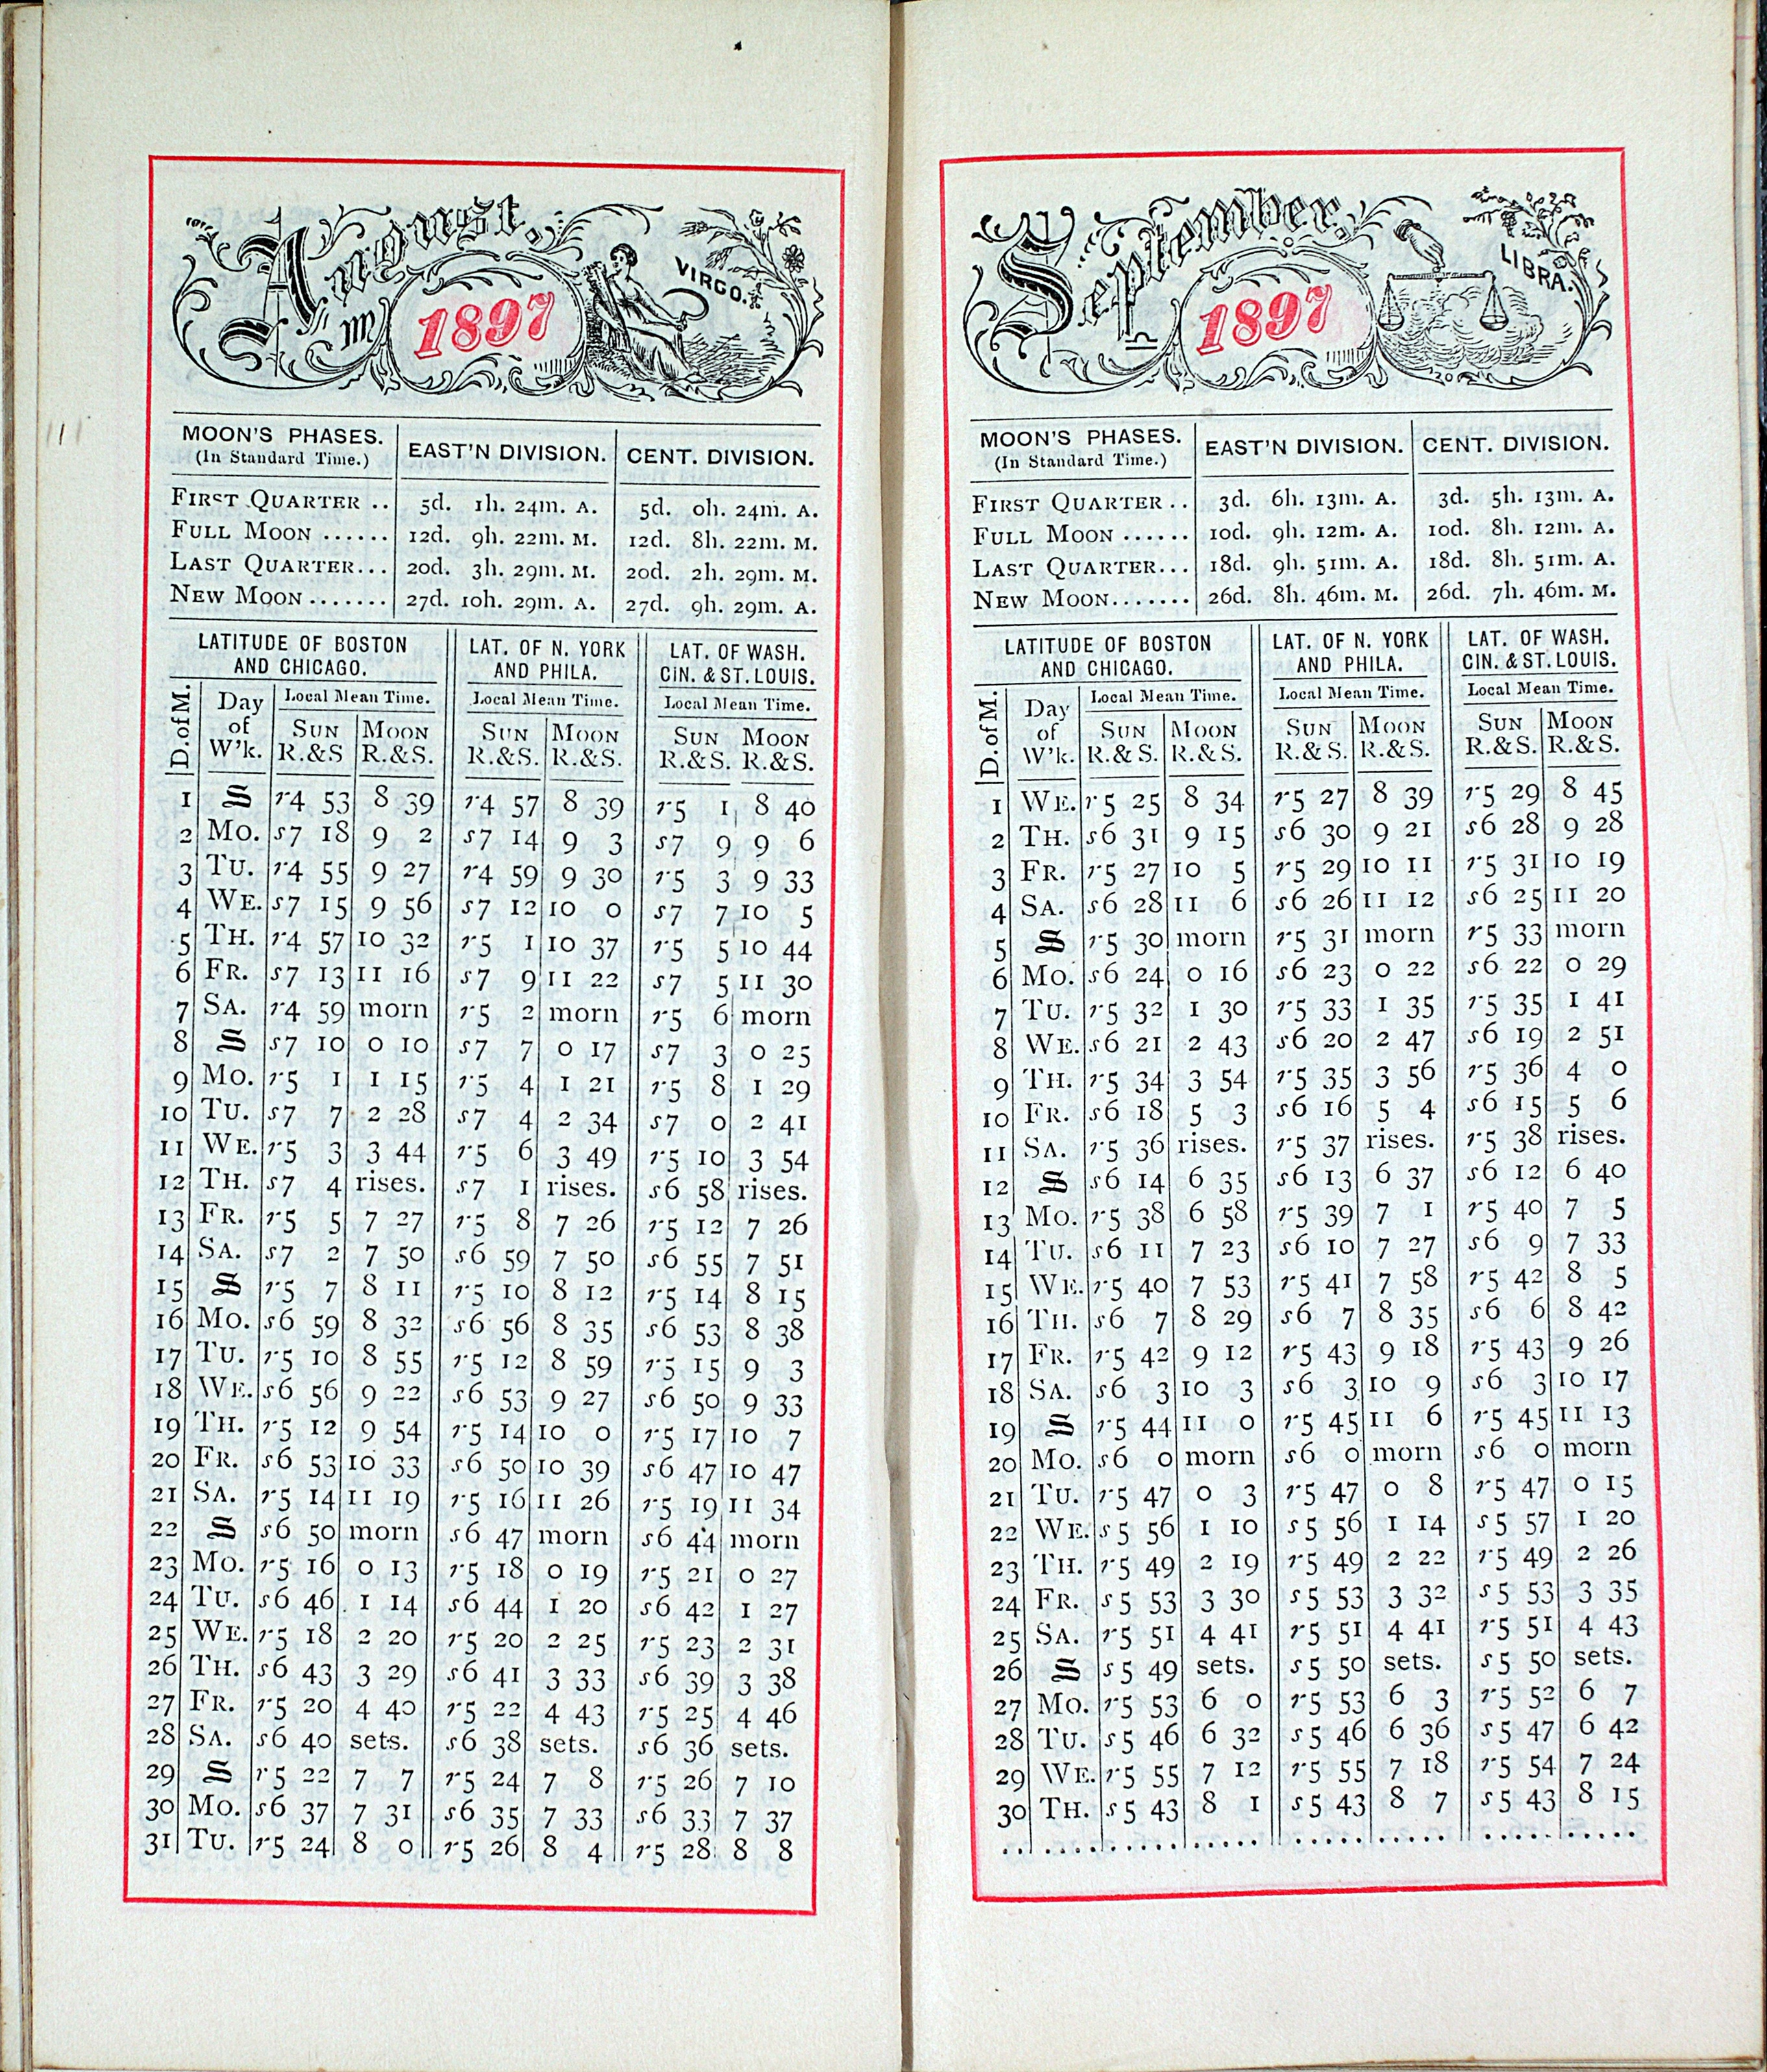 August.
1897
VIRGO.
MOON'S PHASES. (In Standard Time.) EAST'N DIVISION. CENT. DIVISION.
FIRST QUARTER .. 5d. 1h. 24m. A. 5d. 0h. 24m. A.
FULL MOON ...... 12d. 9h. 22m. M. 12d. 8h. 22m. M.
LAST QUARTER... 20d. 3h. 29m. M. 20d. 2h. 29m. M.
NEW MOON ....... 27d. 10h. 29m. A. 27d. 9h. 29m. A.
LATITUDE OF BOSTON LAT. OF N. YORK LAT. OF WASH.
AND CHICAGO. AND PHILA. CIN. & ST. LOUIS.
D. of M. Day of W'k. Local Mean Time. Local Mean Time. Local Mean Time.
SUN MOON SUN MOON SUN MOON
R.&S R.&S. R.&S. R.&S. R.&S. R.&S.
1 S r4 53 8 39 r4 57 8 39 r5 1 8 40
2 MO. s7 18 9 2 s7 14 9 3 s7 9 9 6
3 TU. r4 55 9 27 r4 59 9 30 r5 3 9 33
4 WE. s7 15 9 56 s7 12 10 0 s7 7 10 5
5 TH. r4 57 10 32 r5 1 10 37 r5 5 10 44
6 FR. s7 13 11 16 s7 9 11 22 s7 5 11 30
7 SA. r4 59 morn r5 2 morn r5 6 morn
8 S s7 10 0 10 s7 7 0 17 s7 3 0 25
9 MO. r5 1 1 15 r5 4 1 21 r5 8 1 29
10 TU. s7 7 2 28 s7 4 2 34 s7 0 2 41
11 WE. r5 3 3 44 r5 6 3 49 r5 10 3 54
12 TH. s7 4 rises. s7 1 rises. s6 58 rises.
13 FR. r5 5 7 27 r5 8 7 26 r5 12 7 26
14 SA. s7 2 7 50 s6 59 7 50 s6 55 7 51
15 S r5 7 8 11 r5 10 8 12 r5 14 8 15
16 MO. s6 59 8 32 s6 56 8 35 s6 53 8 38
17 TU. r5 10 8 55 r5 12 8 59 r5 15 9 3
18 WE. s6 56 9 22 s6 53 9 27 s6 50 9 33
19 TH. r5 12 9 54 r5 14 10 0 r5 17 10 7
20 FR. s6 53 10 33 s6 50 10 39 s6 47 10 47
21 SA. r5 14 11 19 r5 16 11 26 r5 19 11 34
22 S s6 50 morn s6 47 morn s6 44 morn
23 MO. r5 16 0 13 r5 18 0 19 r5 21 0 27
24 TU. s6 46 1 14 s6 44 1 20 s6 42 1 27
25 WE. r5 18 2 20 r5 20 2 25 r5 23 2 31
26 TH. s6 43 3 29 s6 41 3 33 s6 39 3 38
27 FR. r5 20 4 40 r5 22 4 43 r5 25 4 46
28 SA. s6 40 sets. s6 38 sets. s6 36 sets.
29 S r5 22 7 7 r5 24 7 8 r5 26 7 10
30 MO. s6 37 7 31 s6 35 7 33 s6 33 7 37
31 TU. r5 24 8 0 r5 26 8 4 r5 28 8 8
September.
1897
LIBRA.
MOON'S PHASES. (In Standard Time.) EAST'N DIVISION. CENT. DIVISION.
FIRST QUARTER .. 3d. 6h. 13m. A. 3d. 5h. 13m. A.
FULL MOON ...... 10d. 9h. 12m. A. 10d. 8h. 12m. A.
LAST QUARTER... 18d. 9h. 51m. A. 18d. 8h. 51m. A.
NEW MOON....... 26d. 8h. 46m. M. 26d. 7h. 46m. M.
LATITUDE OF BOSTON LAT. OF N. YORK LAT. OF WASH.
AND CHICAGO. AND PHILA. CIN. & ST. LOUIS.
D. of M. Day of W'k. Local Mean Time. Local Mean Time. Local Mean Time.
SUN MOON SUN MOON SUN MOON
R.&S. R.&S. R.&S. R.&S. R.&S. R.&S.
1 WE. r5 25 8 34 r5 27 8 39 r5 29 8 45
2 TH. s6 31 9 15 s6 30 9 21 s6 28 9 28
3 FR. r5 27 10 5 r5 29 10 11 r5 31 10 19
4 SA. s6 28 11 6 s6 26 11 12 s6 25 11 20
5 S r5 30 morn r5 31 morn r5 33 morn
6 MO. s6 24 0 16 s6 23 0 22 s6 22 0 29
7 TU. r5 32 1 30 r5 33 1 35 r5 35 1 41
8 WE. s6 21 2 43 s6 20 2 47 s6 19 2 51
9 TH. r5 34 3 54 r5 35 3 56 r5 36 4 0
10 FR. s6 18 5 3 s6 16 5 4 s6 15 5 6
11 SA. r5 36 rises. r5 37 rises. r5 38 rises.
12 S s6 14 6 35 s6 13 6 37 s6 12 6 40
13 MO. r5 38 6 58 r5 39 7 1 r5 40 7 5
14 TU. s6 11 7 23 s6 10 7 27 s6 9 7 33
15 WE. r5 40 7 53 r5 41 7 58 r5 42 8 5
16 TH. s6 7 8 29 s6 7 8 35 s6 6 8 42
17 FR. r5 42 9 12 r5 43 9 18 r5 43 9 26
18 SA. s6 3 10 3 s6 3 10 9 s6 3 10 17
19 S r5 44 11 0 r5 45 11 6 r5 45 11 13
20 MO. s6 0 morn s6 0 morn s6 0 morn
21 TU. r5 47 0 3 r5 47 0 8 r5 47 0 15
22 WE. s5 56 1 10 s5 56 1 14 s5 57 1 20
23 TH. r5 49 2 19 r5 49 2 22 r5 49 2 26
24 FR. s5 53 3 30 s5 53 3 32 s5 53 3 35
25 SA. r5 51 4 41 r5 51 4 41 r5 51 4 43
26 S s5 49 sets. s5 50 sets. s5 50 sets.
27 MO. r5 53 6 0 r5 53 6 3 r5 52 6 7
28 TU. s5 46 6 32 s5 46 6 36 s5 47 6 42
29 WE. r5 55 7 12 r5 55 7 18 r5 54 7 24
30 TH. s5 43 8 1 s5 43 8 7 s5 43 8 15